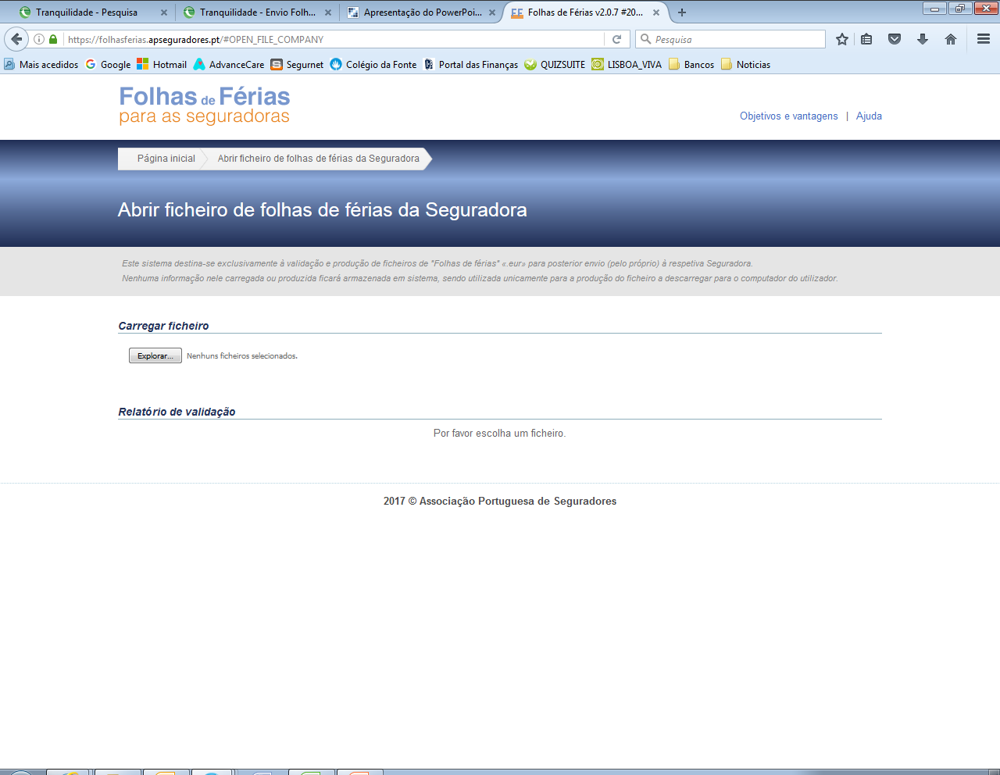 Tranquilidade - Pesquisa
Tranquilidade - Envio Folh...
Apresentação do PowerPoi...
Folhas de Férias v2.0.7 #20...
https://folhasferias.apseguradores.pt/#OPEN_FILE_COMPANY
Pesquisa
Mais acedidos Google Hotmail AdvanceCare Segurnet Colégio da Fonte Portal das Finanças QUIZSUITE LISBOA_VIVA Bancos Noticias
Folhas de Férias
para as seguradoras
Objetivos e vantagens | Ajuda
Página inicial Abrir ficheiro de folhas de férias da Seguradora
Abrir ficheiro de folhas de férias da Seguradora
Este sistema destina-se exclusivamente à validação e produção de ficheiros de "Folhas de férias" «.eur» para posterior envio (pelo próprio) à respetiva Seguradora.
Nenhuma informação nele carregada ou produzida ficará armazenada em sistema, sendo utilizada unicamente para a produção do ficheiro a descarregar para o computador do utilizador.
Carregar ficheiro
Explorar... Nenhuns ficheiros selecionados.
Relatório de validação
Por favor escolha um ficheiro.
2017 © Associação Portuguesa de Seguradores